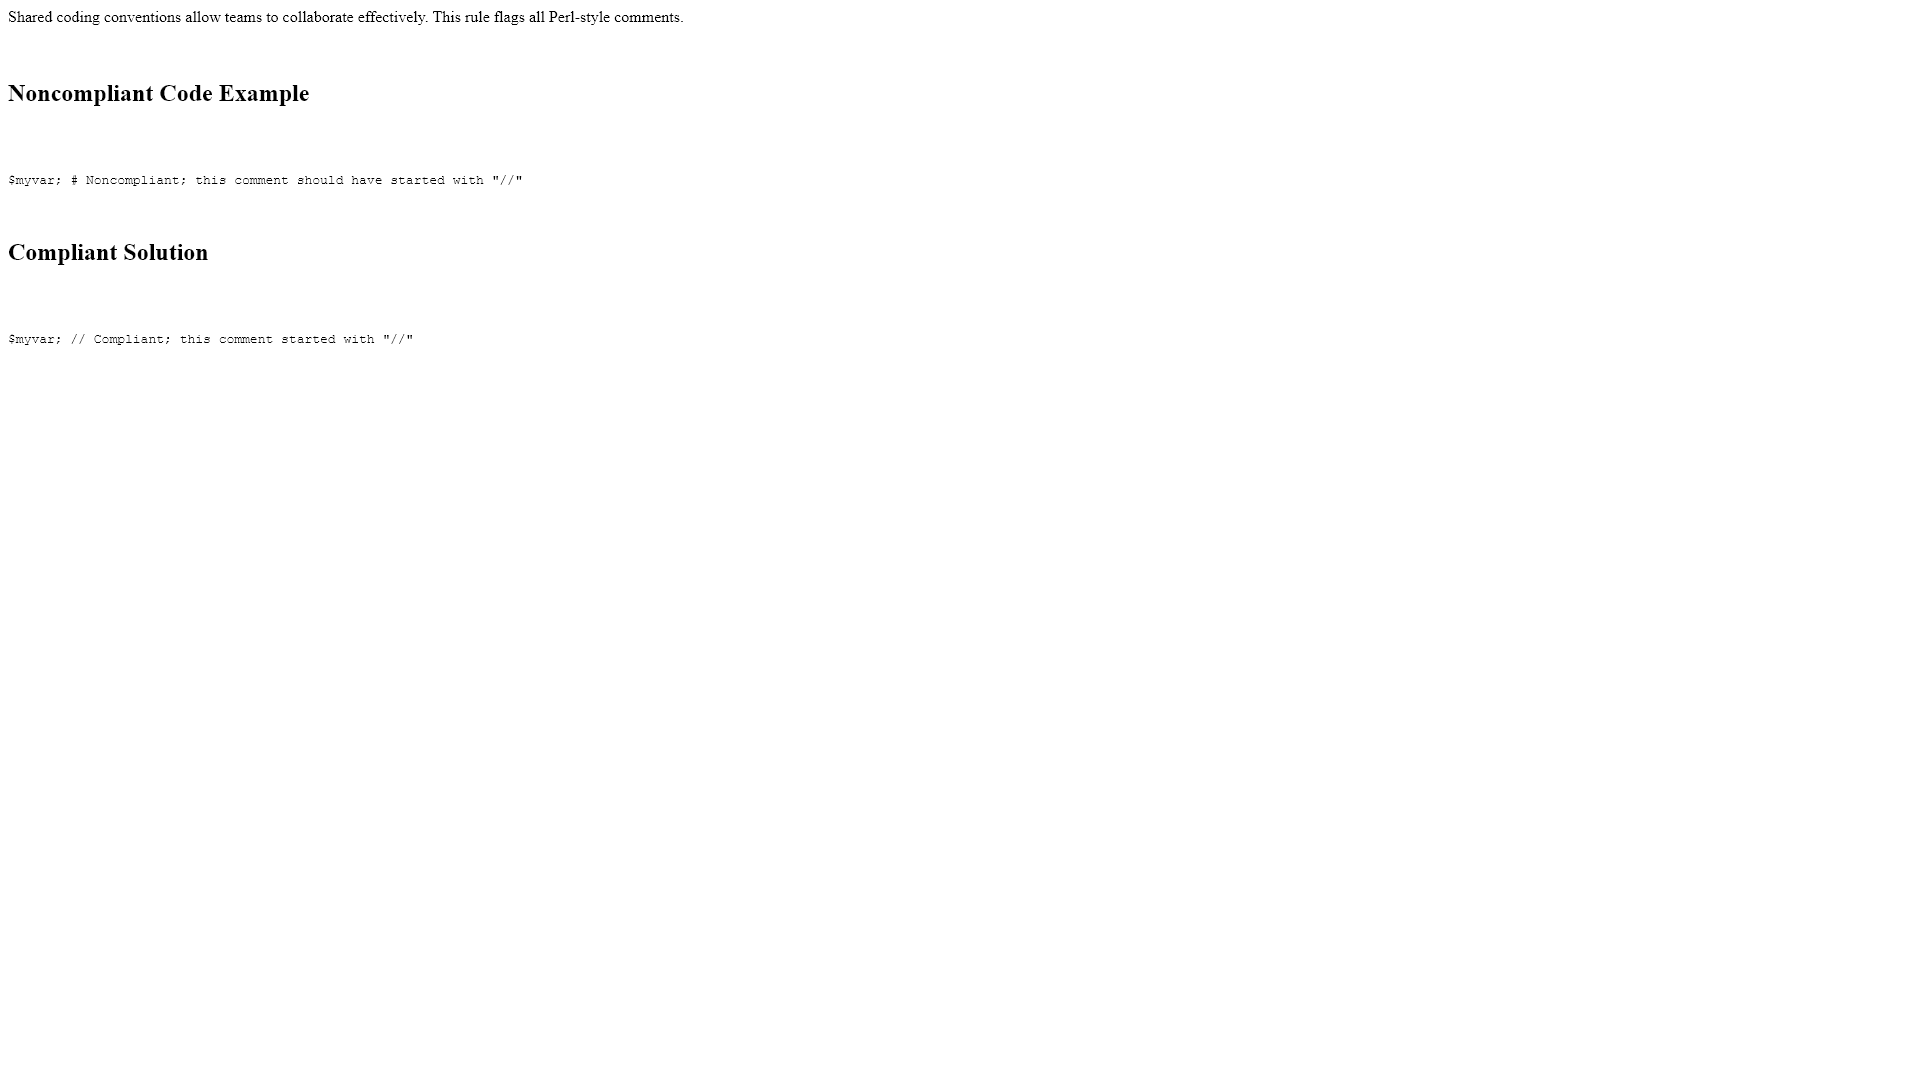 Shared coding conventions allow teams to collaborate effectively. This rule flags all Perl-style comments.
Noncompliant Code Example
$myvar; # Noncompliant; this comment should have started with "//"
Compliant Solution
$myvar; // Compliant; this comment started with "//"